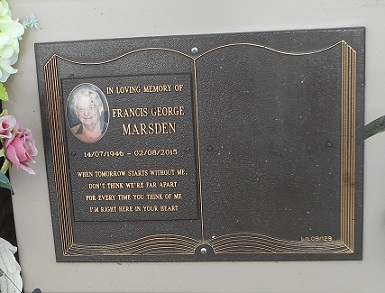 IN LOVING MEMORY OF
FRANCIS GEORGE
MARSDEN
14/07/1946 - 02/08/2015
WHEN TOMORROW STARTS WITHOUT ME,
DON'T THINK WE'RE FAR APART
FOR EVERY TIME YOU THINK OF ME
I'M RIGHT HERE IN YOUR HEART